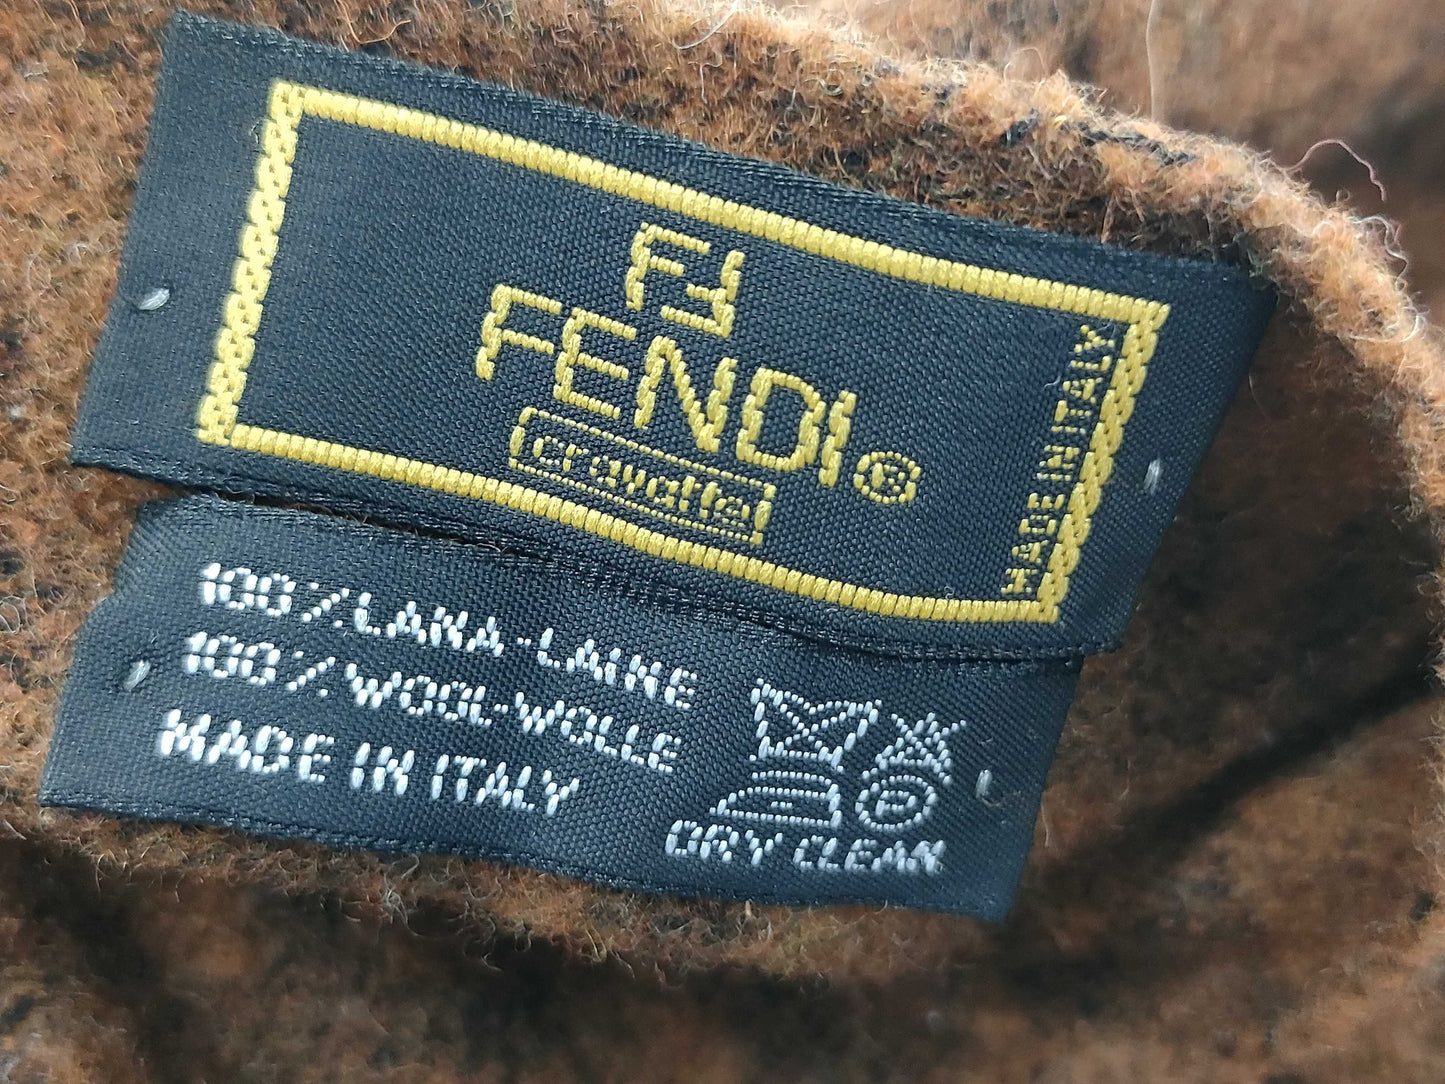 FF
FENDI®
cravatte
MADE IN ITALY
100% LANA-LAINE
100% WOOL-WOLLE
MADE IN ITALY
P
DRY CLEAN